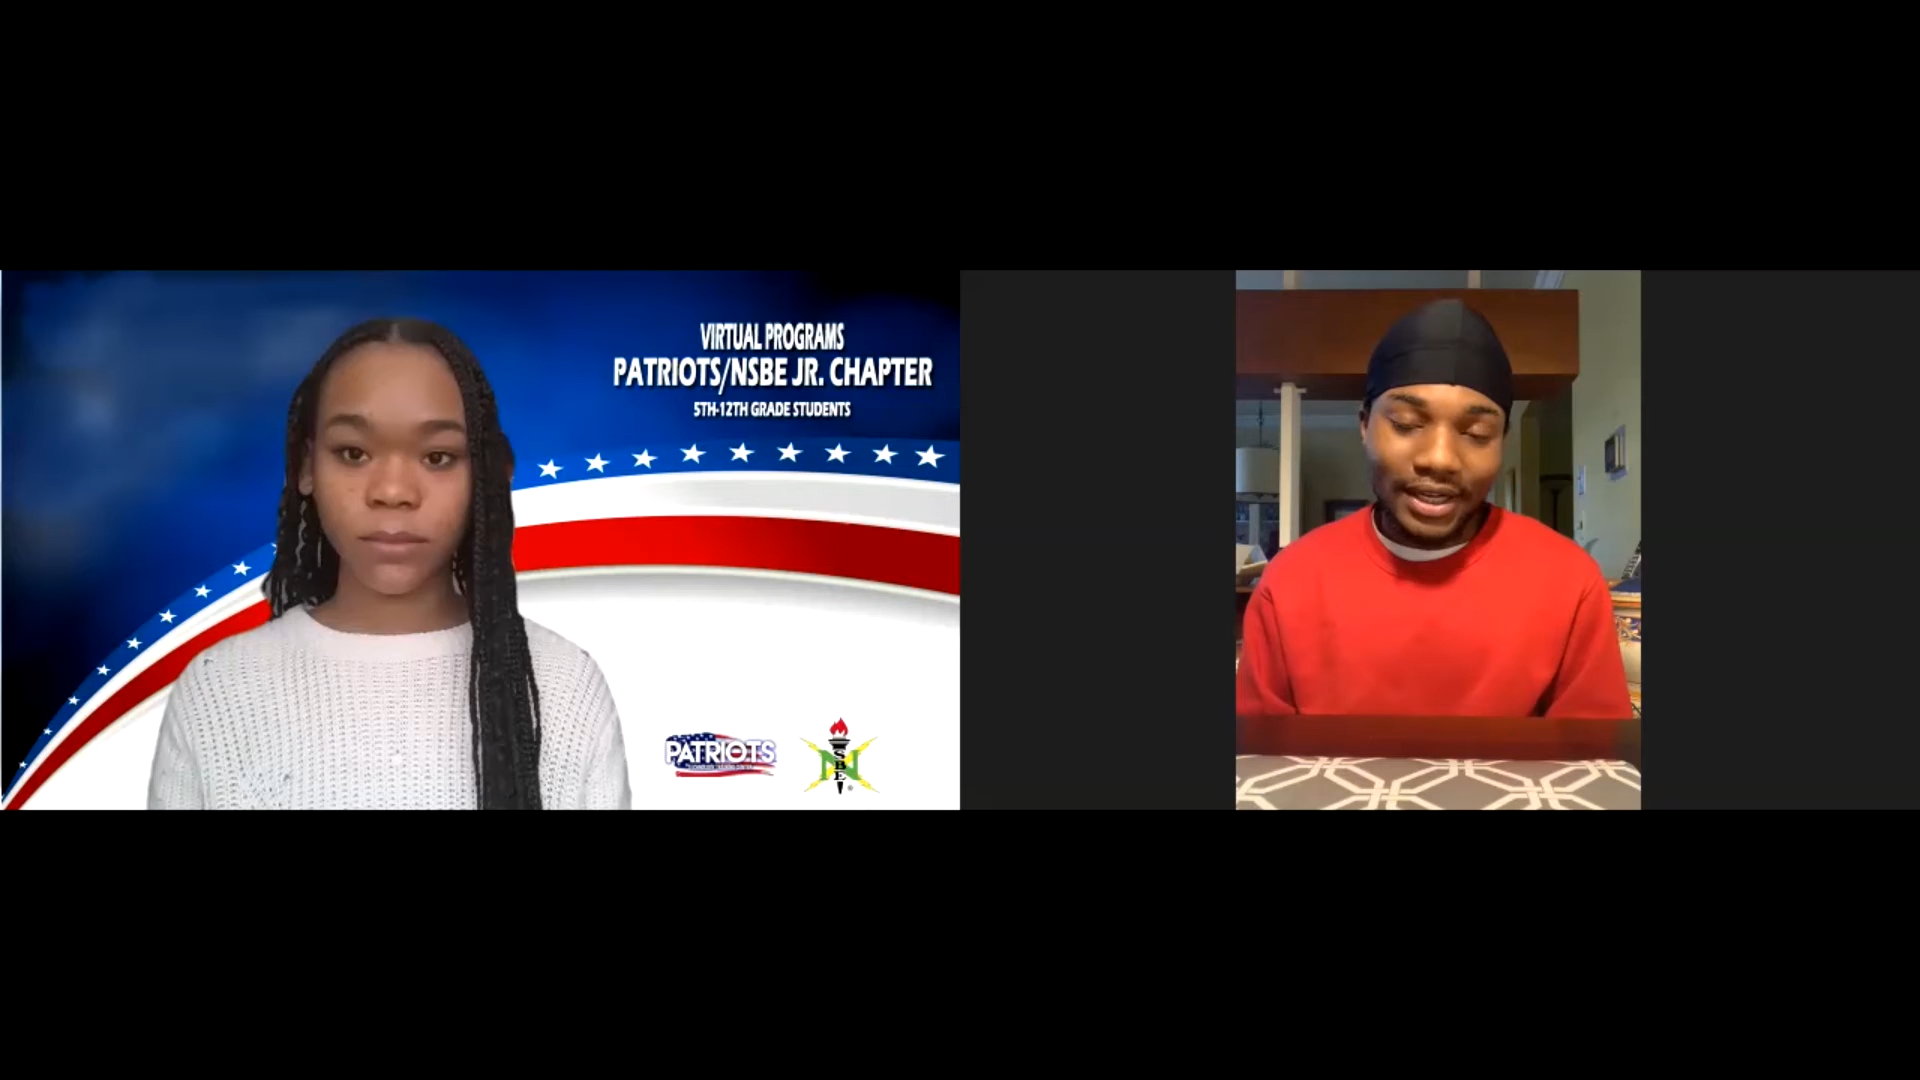 VIRTUAL PROGRAMS
PATRIOTS/NSBE JR. CHAPTER
5TH-12TH GRADE STUDENTS
PATRIOTS
NSBE